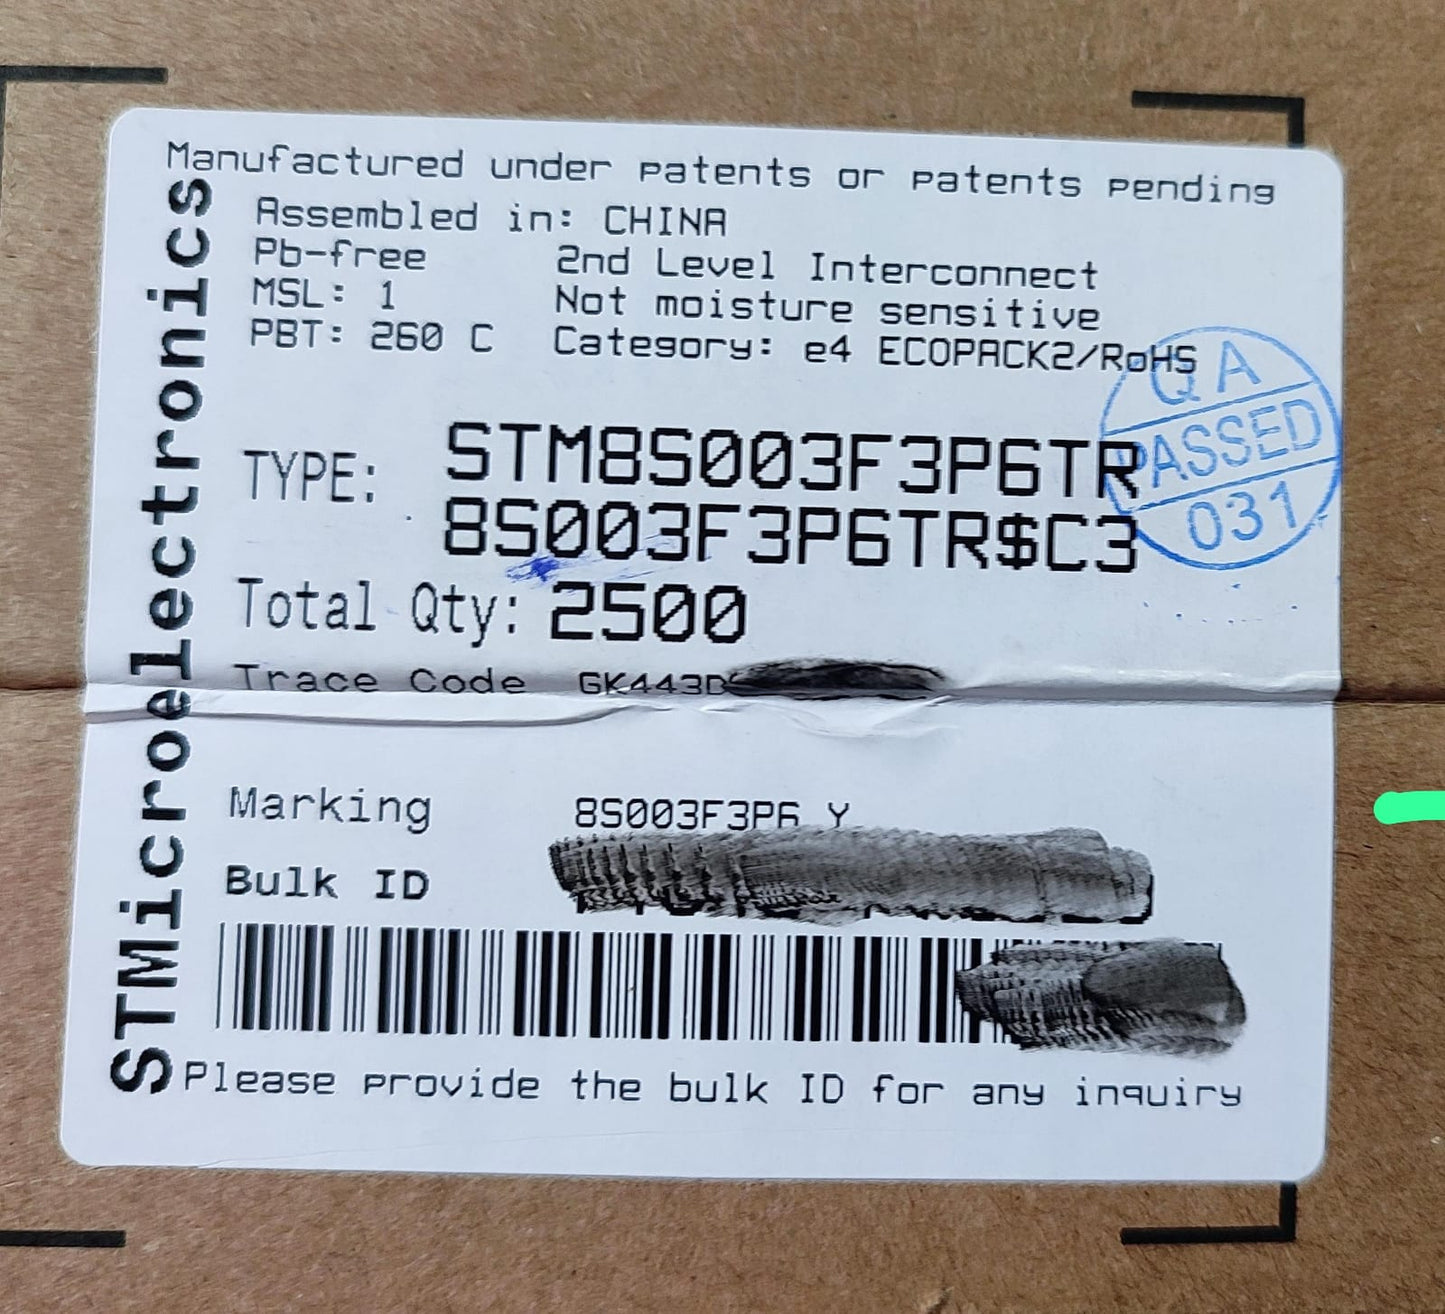 STMicroelectronics
Manufactured under patents or patents pending
Assembled in: CHINA
Pb-free 2nd Level Interconnect
MSL: 1 Not moisture sensitive
PBT: 260 C Category: e4 ECOPACK2/RoHS
QA
PASSED
031
TYPE: STM8S003F3P6TR
8S003F3P6TR$C3
Total Qty: 2500
Trace Code GK443D
Marking 8S003F3P6 Y
Bulk ID
Please provide the bulk ID for any inquiry